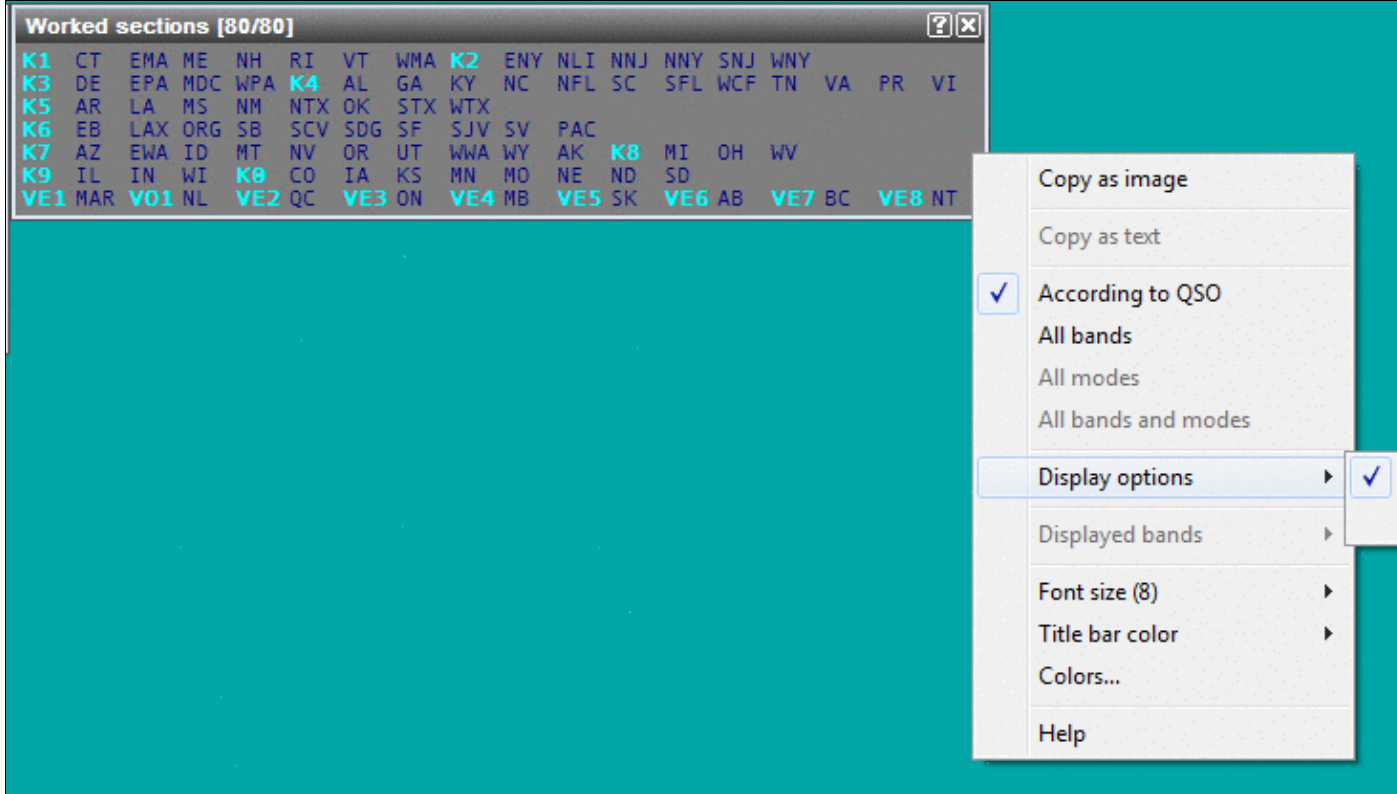 Worked sections [80/80]
K1 CT EMA ME NH RI VT WMA K2 ENY NLI NNJ NNY SNJ WNY
K3 DE EPA MDC WPA K4 AL GA KY NC NFL SC SFL WCF TN VA PR VI
K5 AR LA MS NM NTX OK STX WTX
K6 EB LAX ORG SB SCV SDG SF SJV SV PAC
K7 AZ EWA ID MT NV OR UT WWA WY AK K8 MI OH WV
K9 IL IN WI K0 CO IA KS MN MO NE ND SD
VE1 MAR VO1 NL VE2 QC VE3 ON VE4 MB VE5 SK VE6 AB VE7 BC VE8 NT
Copy as image
Copy as text
According to QSO
All bands
All modes
All bands and modes
Display options
Displayed bands
Font size (8)
Title bar color
Colors...
Help